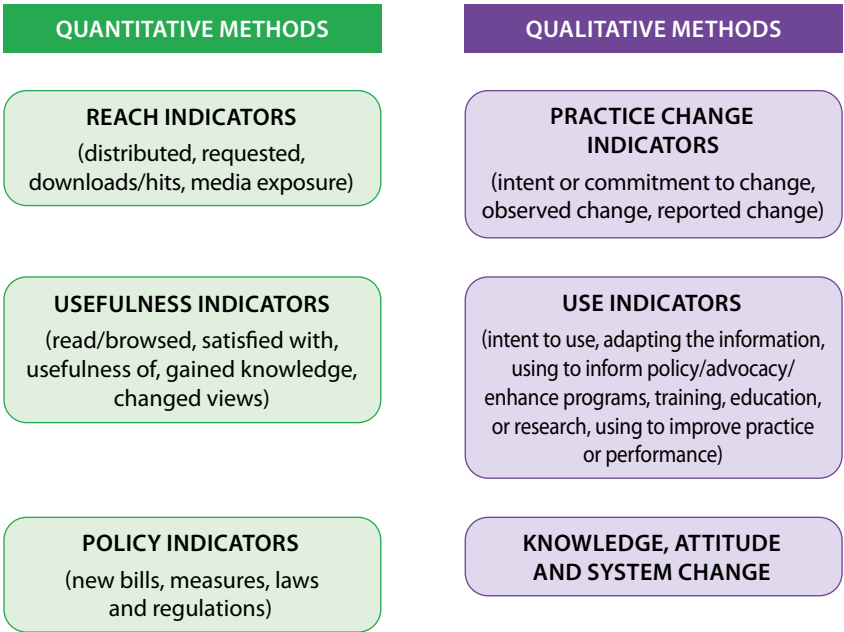 QUANTITATIVE METHODS
REACH INDICATORS
(distributed, requested,
downloads/hits, media exposure)
USEFULNESS INDICATORS
(read/browsed, satisfied with,
usefulness of, gained knowledge,
changed views)
POLICY INDICATORS
(new bills, measures, laws
and regulations)
QUALITATIVE METHODS
PRACTICE CHANGE
INDICATORS
(intent or commitment to change,
observed change, reported change)
USE INDICATORS
(intent to use, adapting the information,
using to inform policy/advocacy/
enhance programs, training, education,
or research, using to improve practice
or performance)
KNOWLEDGE, ATTITUDE
AND SYSTEM CHANGE